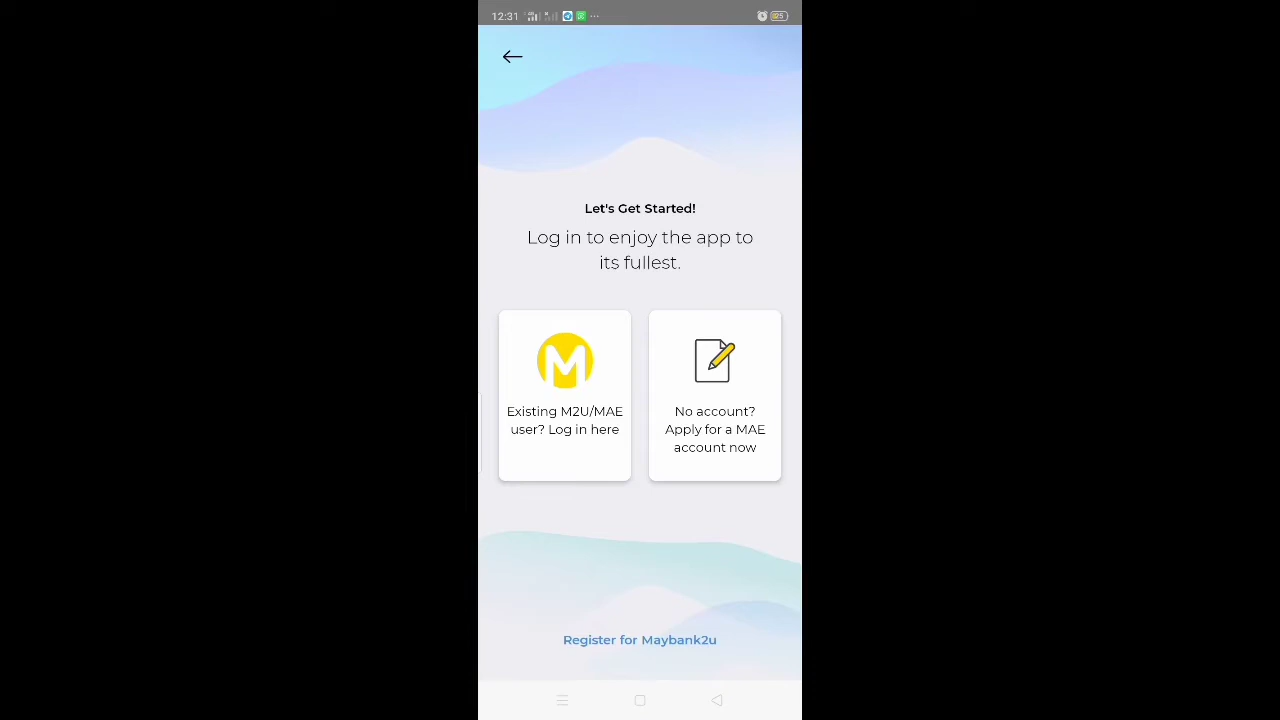 12:31
25
Let's Get Started!
Log in to enjoy the app to
its fullest.
M
Existing M2U/MAE
user? Log in here
No account?
Apply for a MAE
account now
Register for Maybank2u